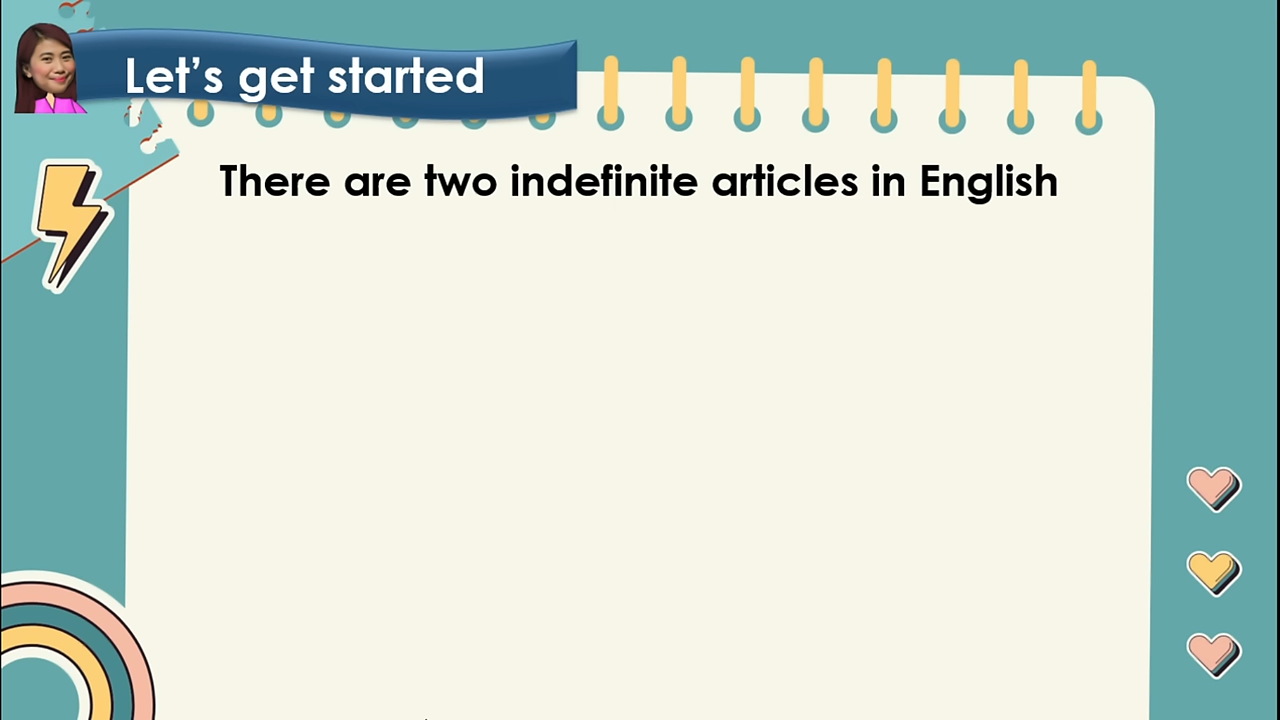 Let’s get started
There are two indefinite articles in English